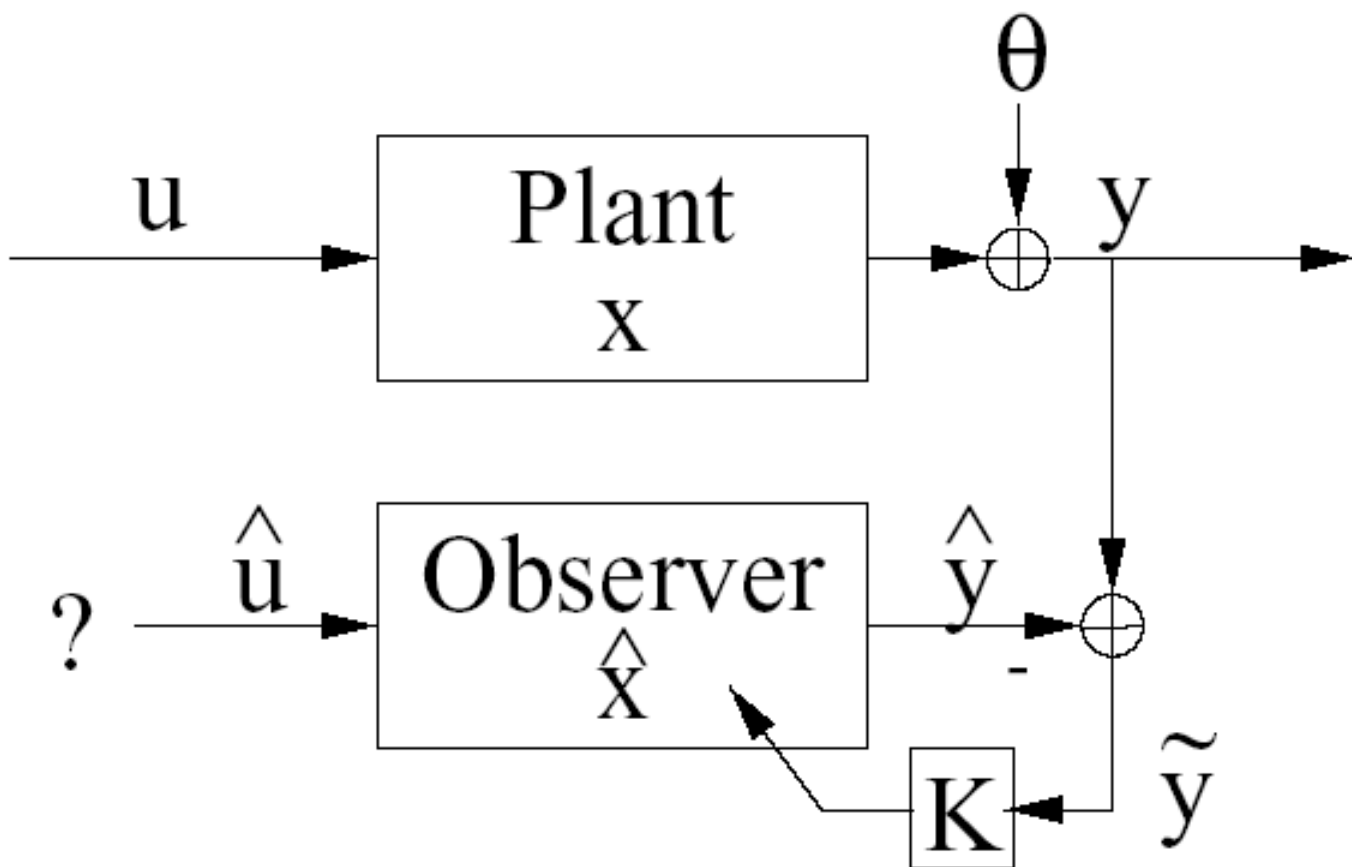 θ
u
Plant
y
x
û
Observer
ŷ
?
x̂
-
K
ỹ